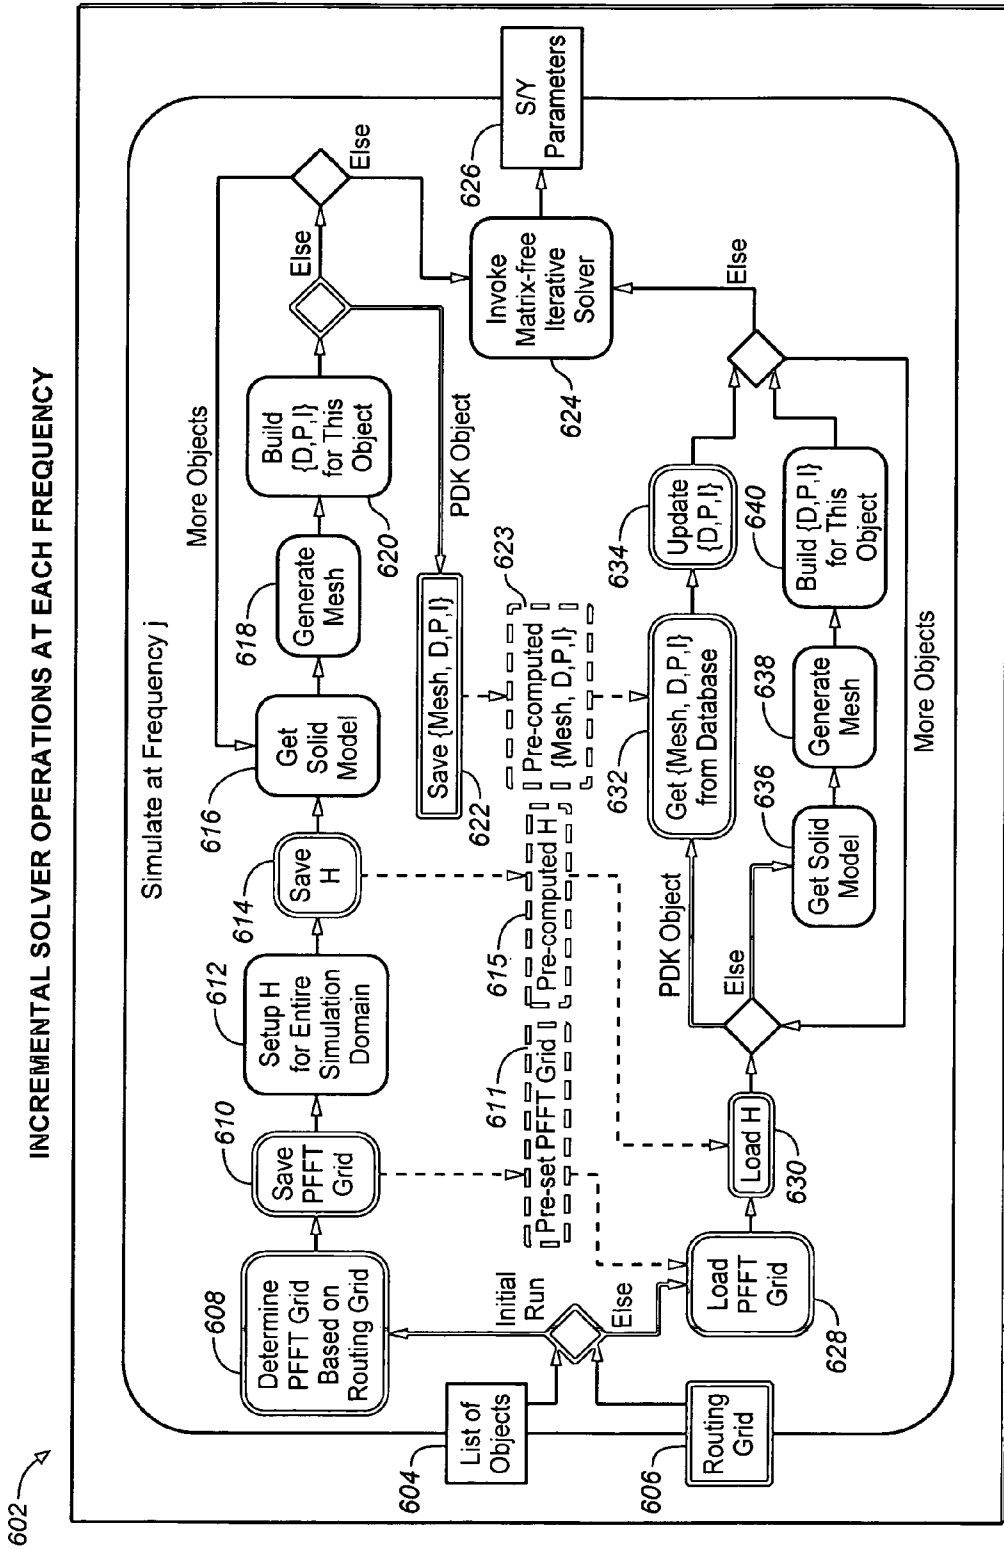 602
INCREMENTAL SOLVER OPERATIONS AT EACH FREQUENCY
Simulate at Frequency j
604
List of
Objects
606
Routing
Grid
Initial
Run
Else
608
Determine
PFFT Grid
Based on
Routing Grid
610
Save
PFFT
Grid
612
Setup H
for Entire
Simulation
Domain
614
Save
H
616
Get
Solid
Model
618
Generate
Mesh
620
Build
{D,P,I}
for This
Object
More Objects
Else
Else
PDK Object
622
Save {Mesh, D,P,I}
611
Pre-set PFFT Grid
615
Pre-computed H
623
Pre-computed
{Mesh, D,P,I}
624
Invoke
Matrix-free
Iterative
Solver
626
S/Y
Parameters
628
Load
PFFT
Grid
630
Load H
PDK Object
Else
632
Get {Mesh, D,P,I}
from Database
634
Update
{D,P,I}
636
Get Solid
Model
638
Generate
Mesh
640
Build {D,P,I}
for This
Object
Else
More Objects